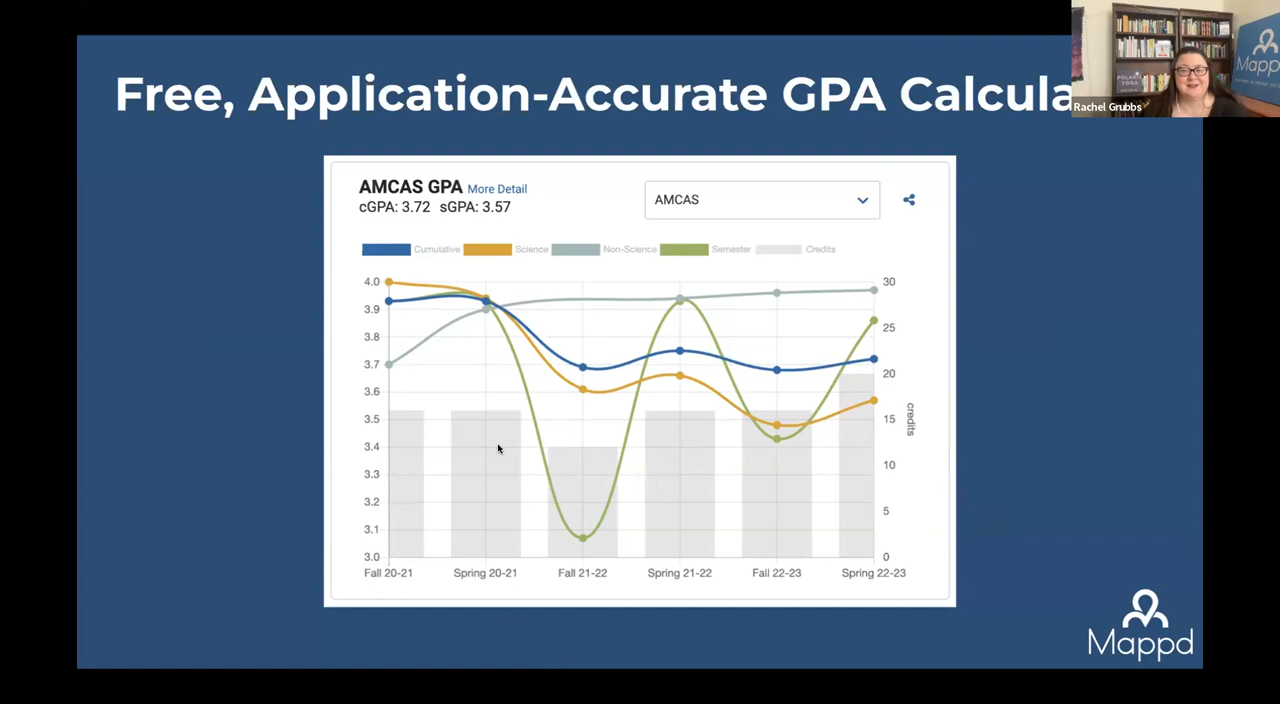 Free, Application-Accurate GPA Calcula
Rachel Grubbs
Mappd
AMCAS GPA More Detail
cGPA: 3.72 sGPA: 3.57
AMCAS
Cumulative Science Non-Science Semester Credits
4.0
3.9
3.8
3.7
3.6
3.5
3.4
3.3
3.2
3.1
3.0
30
25
20
15
10
5
0
credits
Fall 20-21 Spring 20-21 Fall 21-22 Spring 21-22 Fall 22-23 Spring 22-23
Mappd